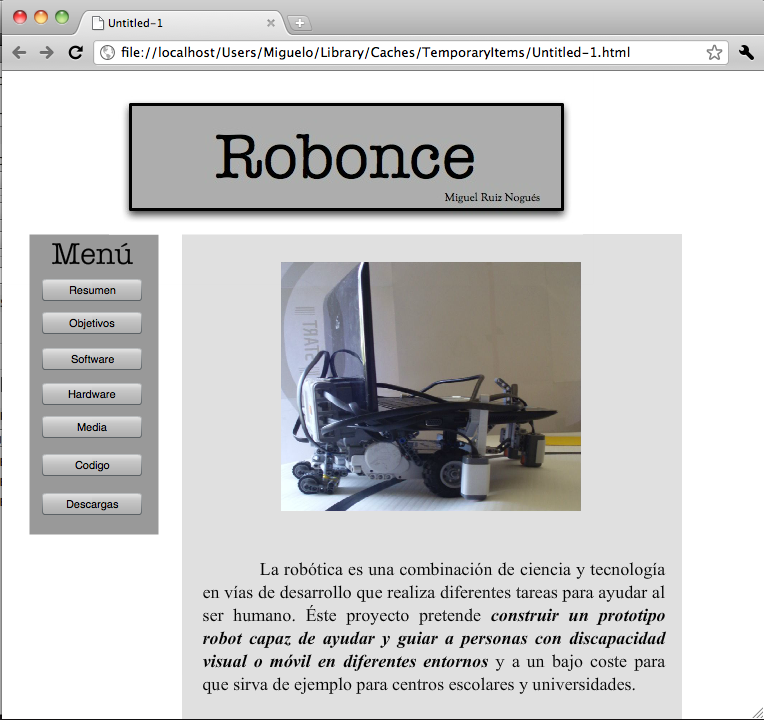 Untitled-1
file://localhost/Users/Miguelo/Library/Caches/TemporaryItems/Untitled-1.html
Robonce
Miguel Ruiz Nogués
Menú
Resumen
Objetivos
Software
Hardware
Media
Codigo
Descargas
TRATS
La robótica es una combinación de ciencia y tecnología
en vías de desarrollo que realiza diferentes tareas para ayudar al
ser humano. Éste proyecto pretende construir un prototipo
robot capaz de ayudar y guiar a personas con discapacidad
visual o móvil en diferentes entornos y a un bajo coste para
que sirva de ejemplo para centros escolares y universidades.